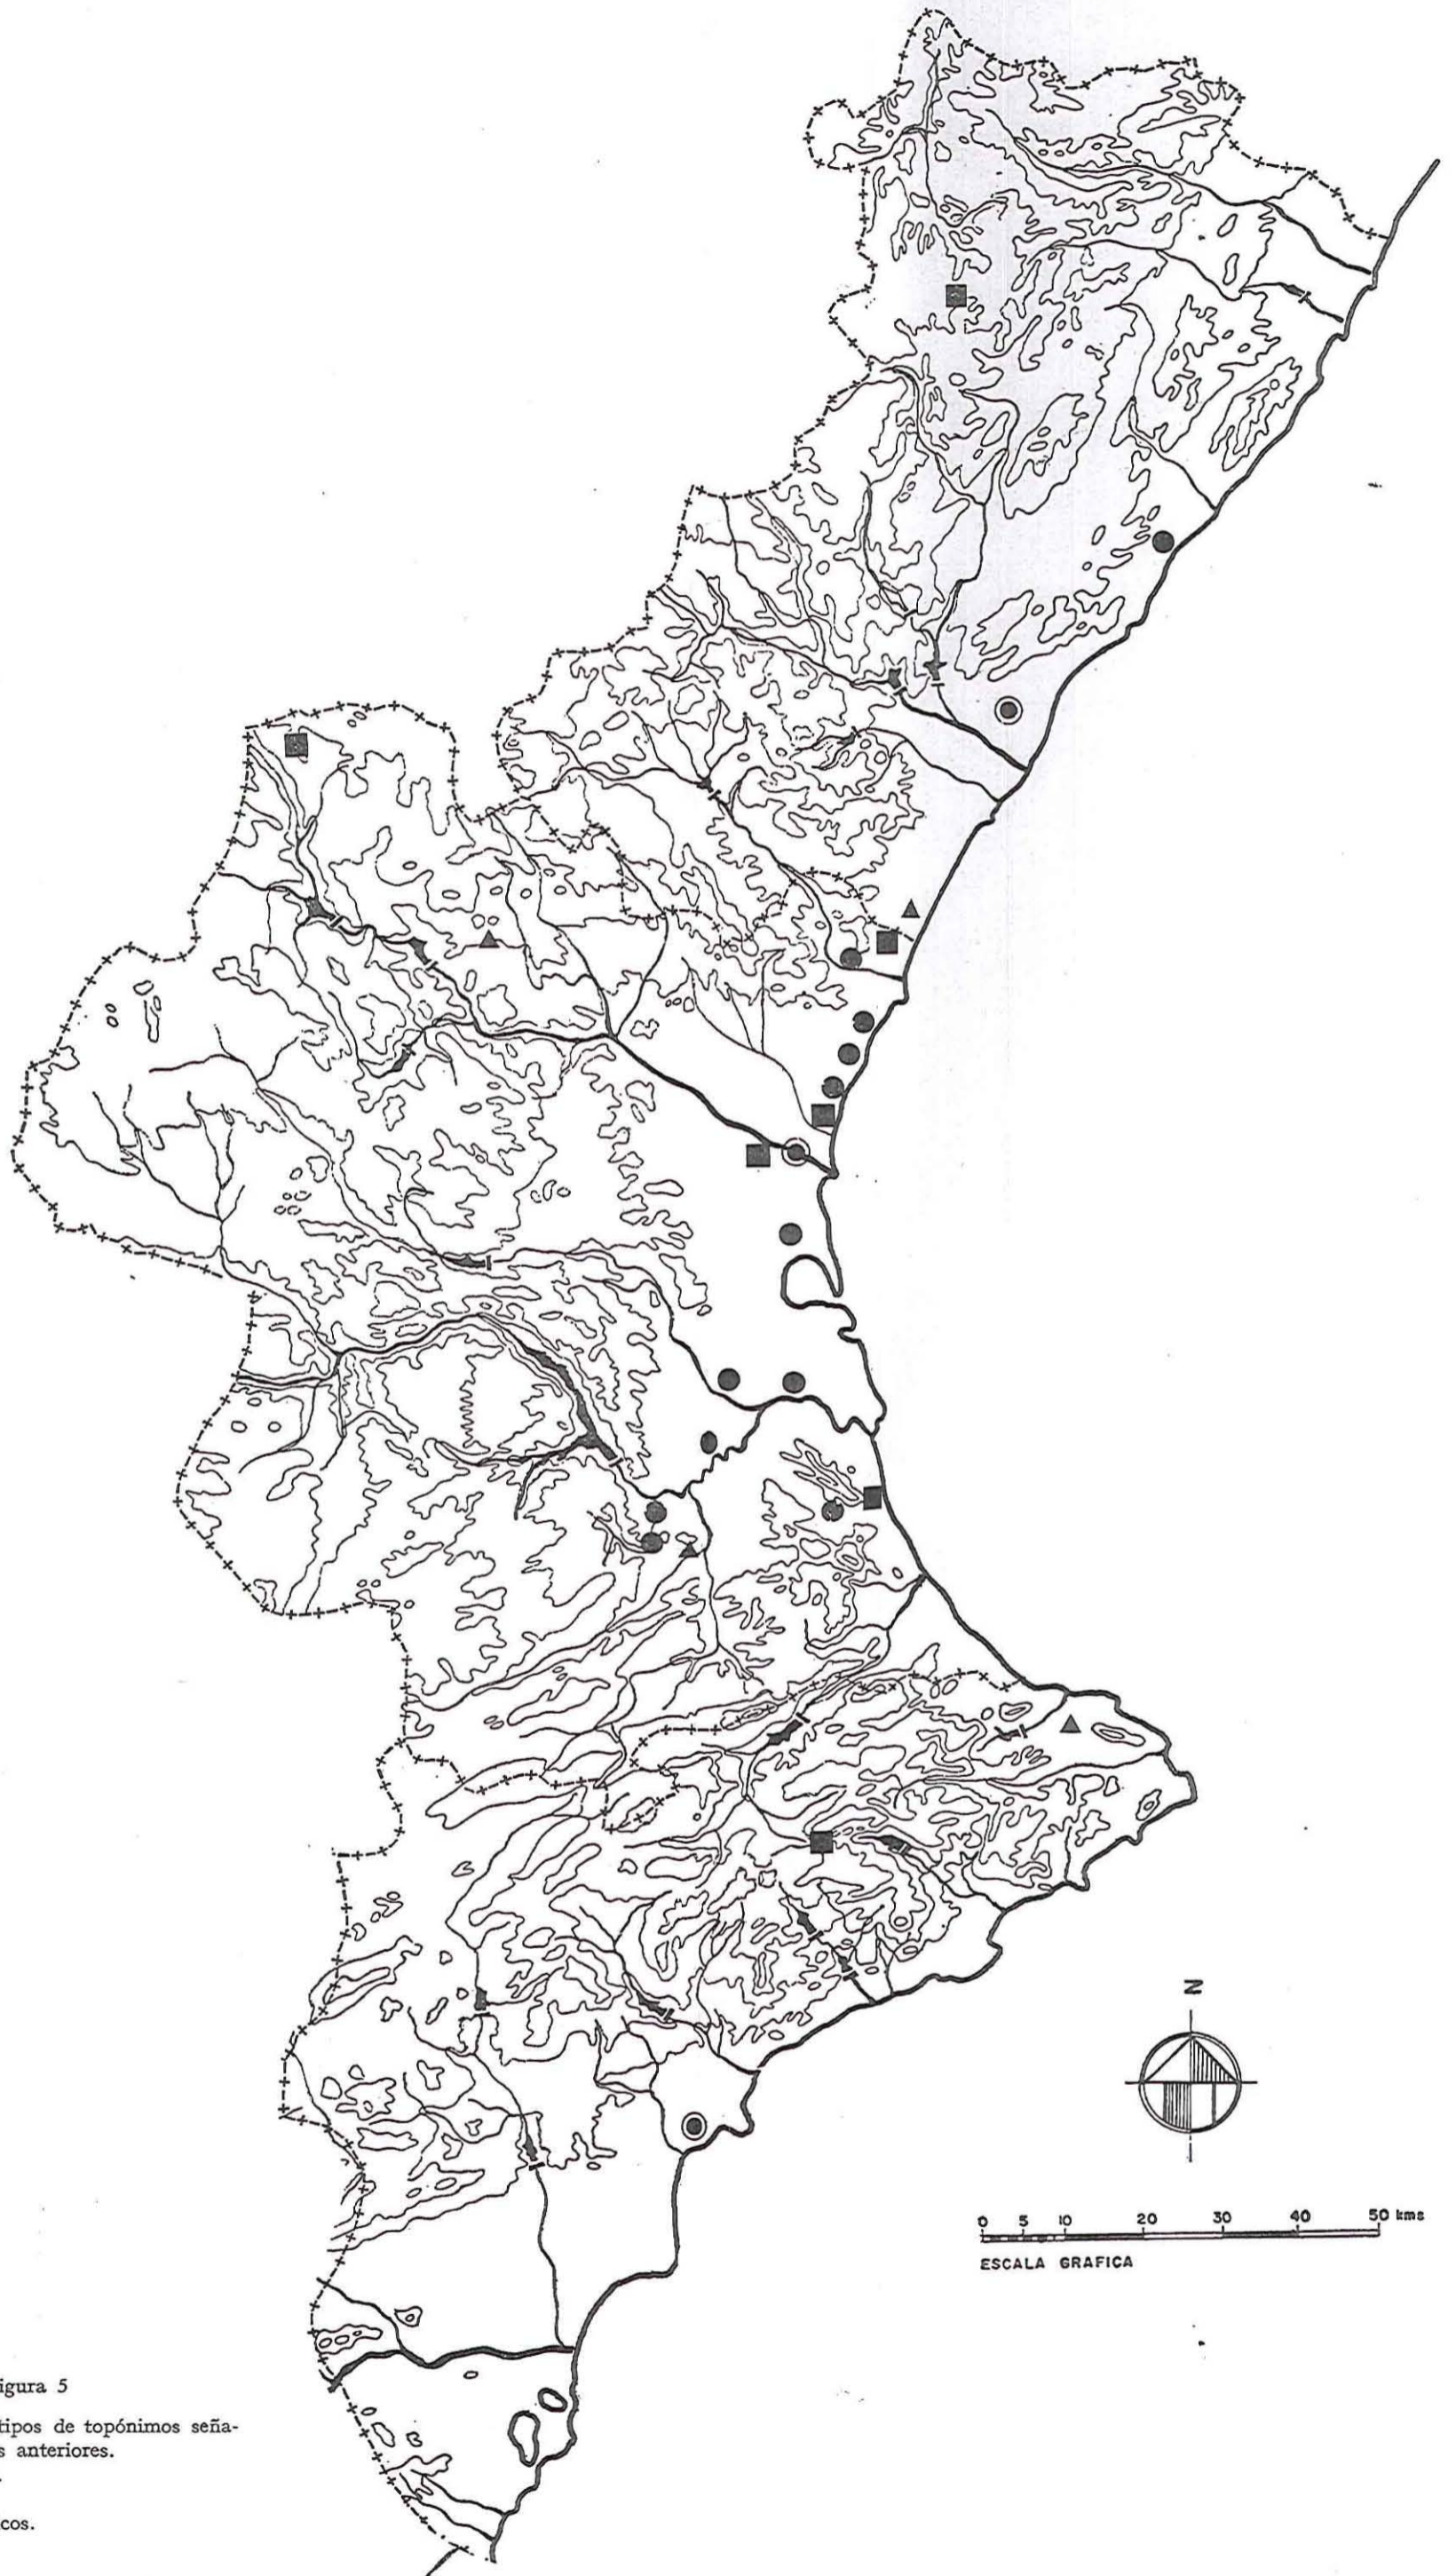 N
0 5 10 20 30 40 50 kms
ESCALA GRAFICA
igura 5
tipos de topónimos seña-
s anteriores.
cos.